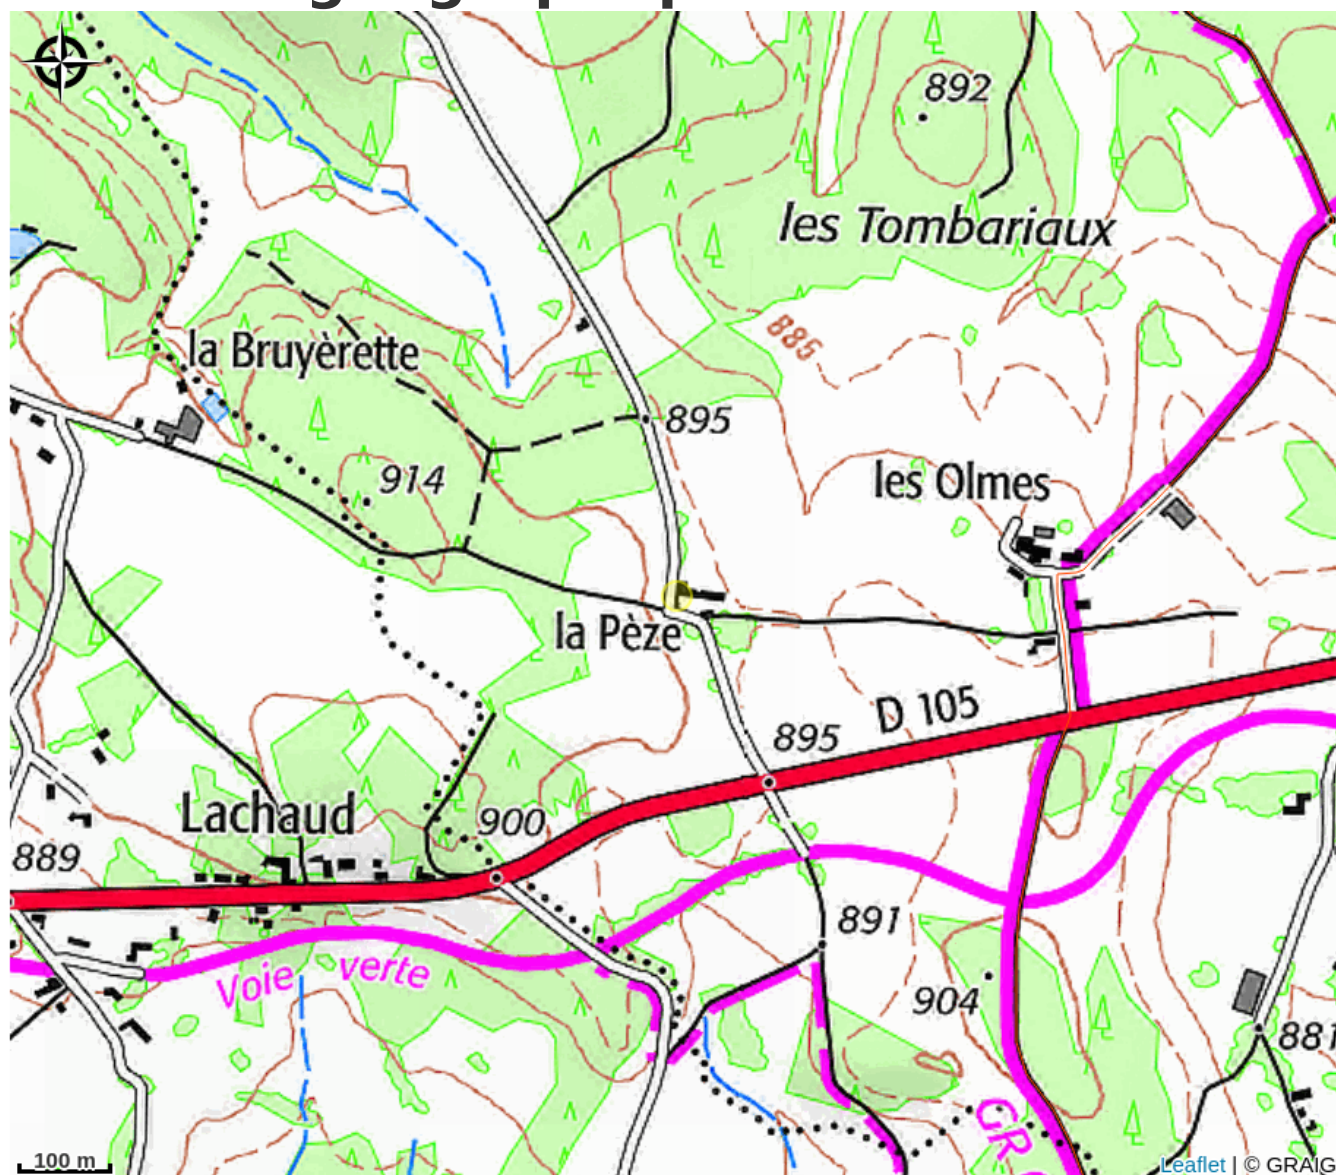 892
les Tombariaux
885
la Bruyèrette
895
914
les Olmes
la Pèze
D 105
895
Lachaud
900
889
891
Voie verte
904
881
GR
100 m
Leaflet | © GRAIG